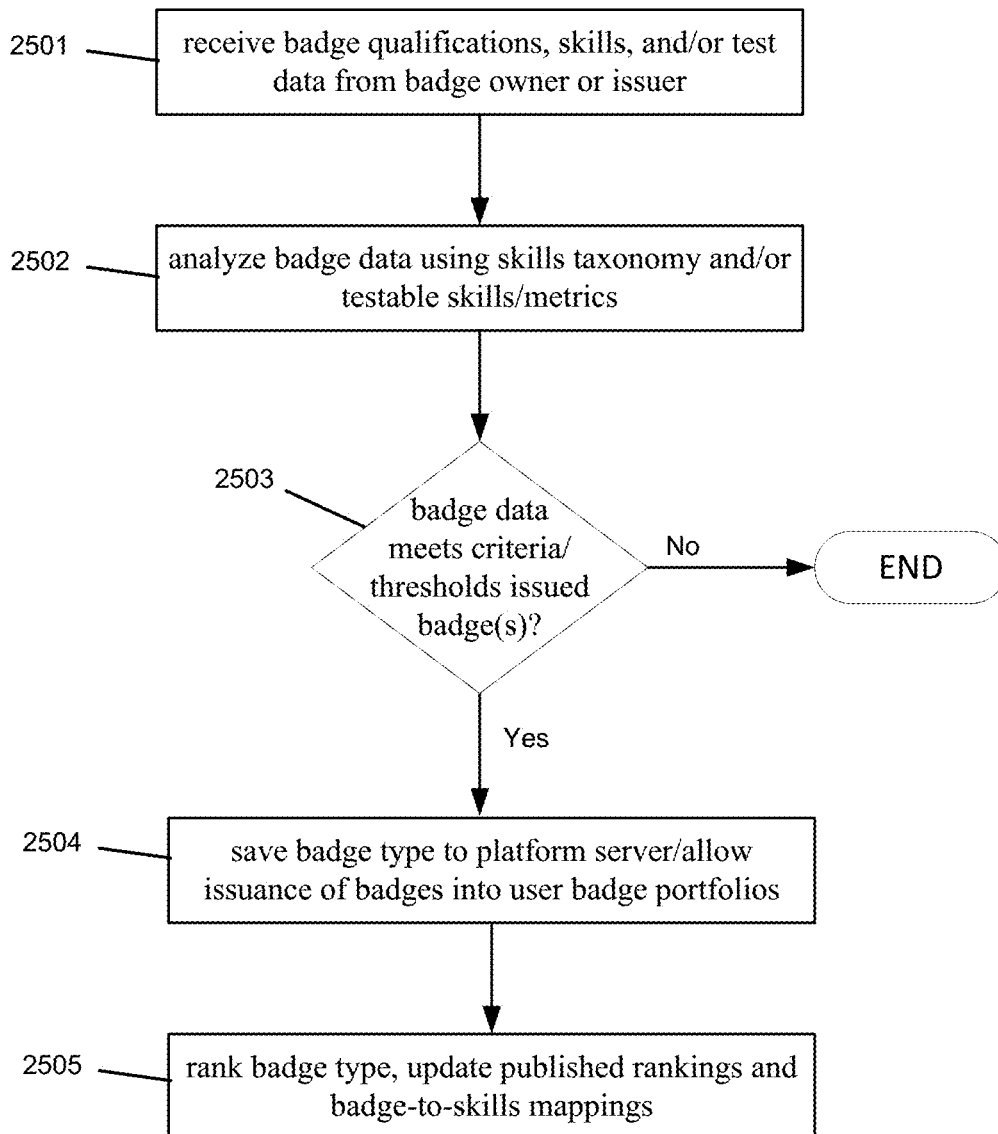 2501
receive badge qualifications, skills, and/or test
data from badge owner or issuer
2502
analyze badge data using skills taxonomy and/or
testable skills/metrics
2503
badge data
meets criteria/
thresholds issued
badge(s)?
No
END
Yes
2504
save badge type to platform server/allow
issuance of badges into user badge portfolios
2505
rank badge type, update published rankings and
badge-to-skills mappings